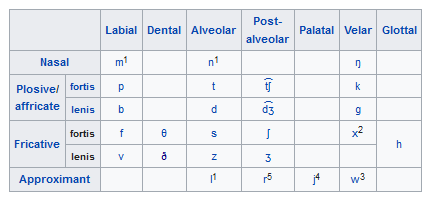 Labial Dental Alveolar Post-alveolar Palatal Velar Glottal
Nasal m¹ n¹ ŋ
Plosive/affricate fortis p t t͡ʃ k
lenis b d d͡ʒ ɡ
Fricative fortis f θ s ʃ x² h
lenis v ð z ʒ
Approximant l¹ r⁵ j⁴ w³